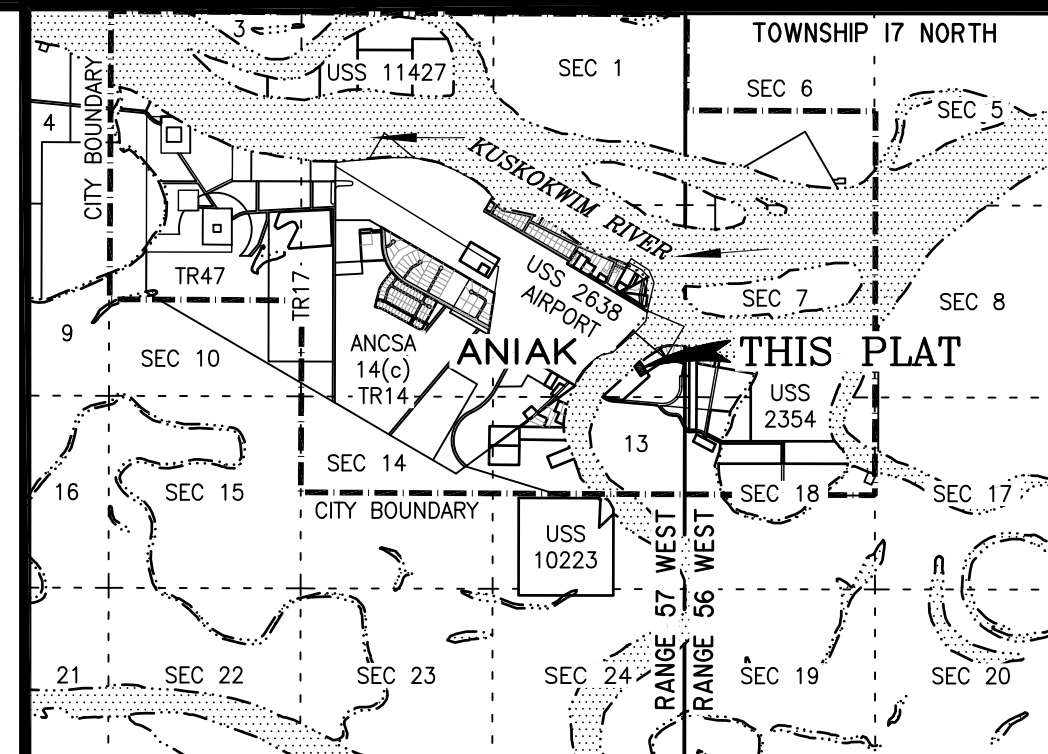 3
TOWNSHIP 17 NORTH
USS 11427
SEC 1
SEC 6
SEC 5
4
CITY BOUNDARY
KUSKOKWIM RIVER
TR47
TR17
USS 2638
AIRPORT
SEC 7
SEC 8
9
SEC 10
ANCSA
14(c)
TR14
ANIAK
THIS PLAT
USS
2354
13
SEC 14
16
SEC 15
SEC 18
SEC 17
CITY BOUNDARY
USS
10223
RANGE 57 WEST
RANGE 56 WEST
21
SEC 22
SEC 23
SEC 24
SEC 19
SEC 20